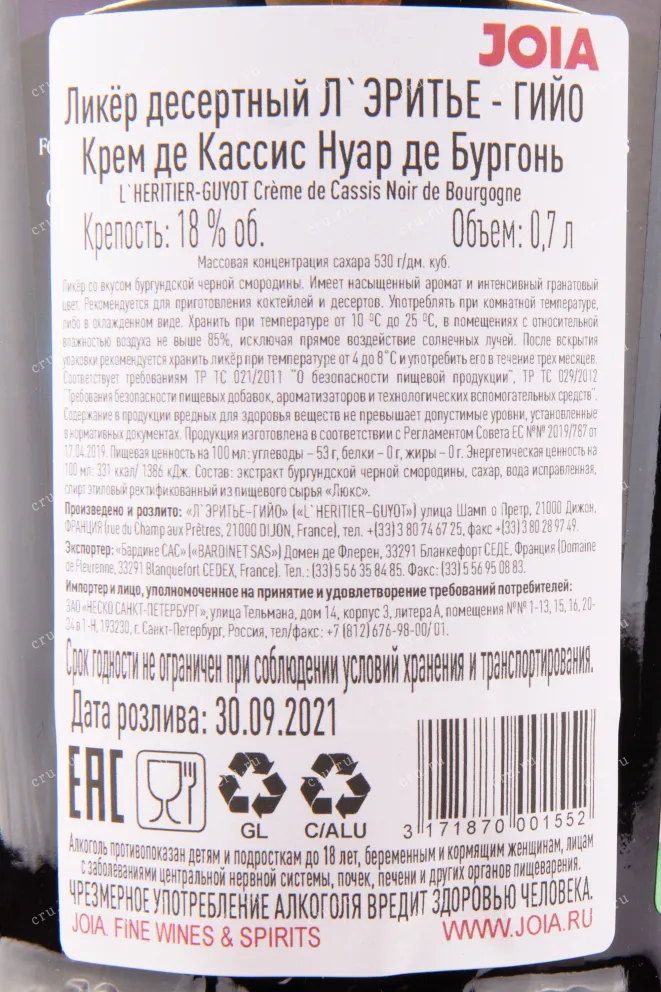 JOIA
Ликёр десертный Л`ЭРИТЬЕ - ГИЙО
Крем де Кассис Нуар де Бургонь
L`HERITIER-GUYOT Crème de Cassis Noir de Bourgogne
Крепость: 18 % об. Объем: 0,7 л
Массовая концентрация сахара 530 г/дм. куб.
Ликёр со вкусом бургундской черной смородины. Имеет насыщенный аромат и интенсивный гранатовый
цвет. Рекомендуется для приготовления коктейлей и десертов. Употреблять при комнатной температуре,
либо в охлажденном виде. Хранить при температуре от 10 ºC до 25 ºC, в помещениях с относительной
влажностью воздуха не выше 85%, исключая прямое воздействие солнечных лучей. После вскрытия
упаковки рекомендуется хранить ликёр при температуре от 4 до 8°C и употребить его в течение трех месяцев.
Соответствует требованиям ТР ТС 021/2011 "О безопасности пищевой продукции", ТР ТС 029/2012
"Требования безопасности пищевых добавок, ароматизаторов и технологических вспомогательных средств".
Содержание в продукции вредных для здоровья веществ не превышает допустимые уровни, установленные
в нормативных документах. Продукция изготовлена в соответствии с Регламентом Совета ЕС №№ 2019/787 от
17.04.2019. Пищевая ценность на 100 мл: углеводы – 53 г, белки – 0 г, жиры – 0 г. Энергетическая ценность на
100 мл: 331 ккал/ 1386 кДж. Состав: экстракт бургундской черной смородины, сахар, вода исправленная,
спирт этиловый ректификованный из пищевого сырья «Люкс».
Произведено и розлито: «Л`ЭРИТЬЕ-ГИЙО» («L`HERITIER-GUYOT») улица Шамп о Претр, 21000 Дижон,
ФРАНЦИЯ (rue du Champ aux Prêtres, 21000 DIJON, France), тел. +(33) 3 80 74 67 25, факс +(33) 3 80 28 97 49.
Экспортер: «Бардине САС» («BARDINET SAS») Домен де Флерен, 33291 Бланкефорт СЕДЕ, Франция (Domaine
de Fleurenne, 33291 Blanquefort CEDEX, France). Тел.: (33) 5 56 35 84 85. Факс: (33) 5 56 95 08 83.
Импортер и лицо, уполномоченное на принятие и удовлетворение требований потребителей:
ЗАО «НЕСКО САНКТ-ПЕТЕРБУРГ», улица Тельмана, дом 14, корпус 3, литера А, помещения №№ 1-13, 15, 16, 20-
34 в 1-Н, 193230, г. Санкт-Петербург, Россия, тел/факс: +7 (812) 676-98-00/ 01.
Срок годности не ограничен при соблюдении условий хранения и транспортирования.
Дата розлива: 30.09.2021
EAC
GL
C/ALU
3 171870 001552
Алкоголь противопоказан детям и подросткам до 18 лет, беременным и кормящим женщинам, лицам
с заболеваниями центральной нервной системы, почек, печени и других органов пищеварения.
ЧРЕЗМЕРНОЕ УПОТРЕБЛЕНИЕ АЛКОГОЛЯ ВРЕДИТ ЗДОРОВЬЮ ЧЕЛОВЕКА.
JOIA. FINE WINES & SPIRITS WWW.JOIA.RU